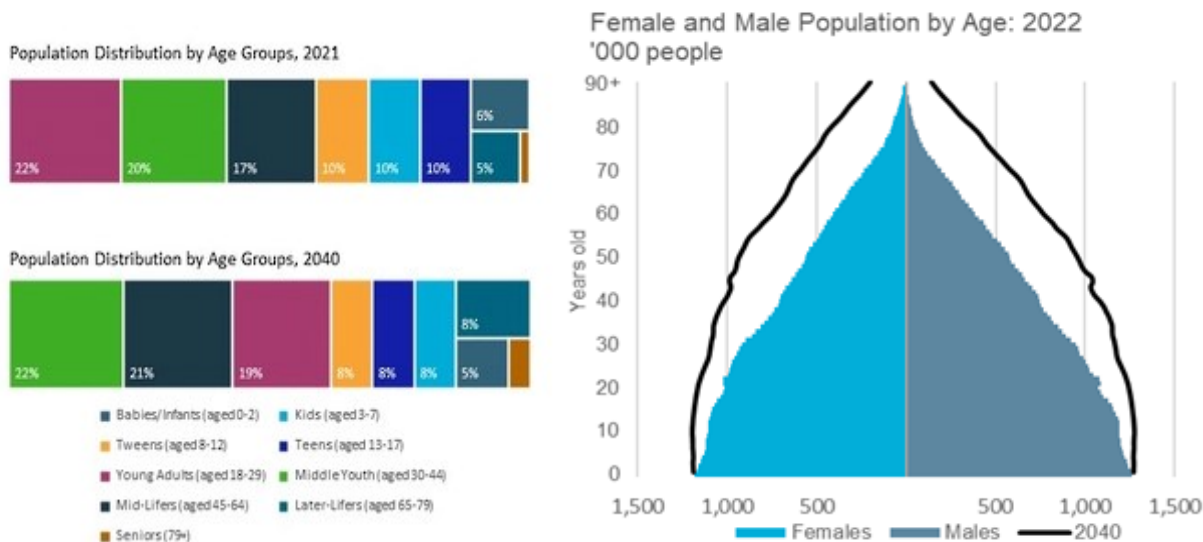 Population Distribution by Age Groups, 2021
22%
20%
17%
10%
10%
10%
6%
5%
Population Distribution by Age Groups, 2040
22%
21%
19%
8%
8%
8%
8%
5%
Babies/Infants (aged 0-2)
Kids (aged 3-7)
Tweens (aged 8-12)
Teens (aged 13-17)
Young Adults (aged 18-29)
Middle Youth (aged 30-44)
Mid-Lifers (aged 45-64)
Later-Lifers (aged 65-79)
Seniors (79+)
Female and Male Population by Age: 2022
'000 people
Years old
90+
80
70
60
50
40
30
20
10
0
1,500 1,000 500 500 1,000 1,500
Females Males 2040